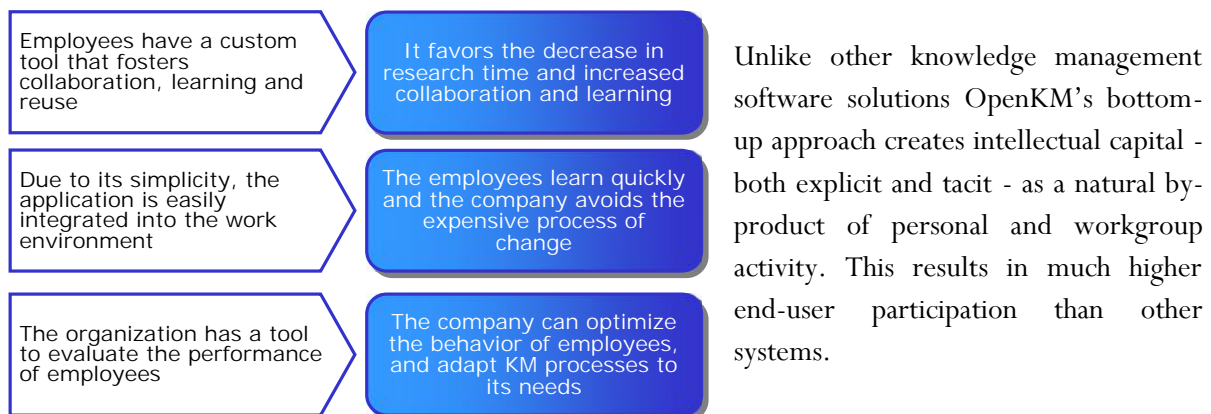 Employees have a custom
tool that fosters
collaboration, learning and
reuse
It favors the decrease in
research time and increased
collaboration and learning
Due to its simplicity, the
application is easily
integrated into the work
environment
The employees learn quickly
and the company avoids the
expensive process of
change
The organization has a tool
to evaluate the performance
of employees
The company can optimize
the behavior of employees,
and adapt KM processes to
its needs
Unlike other knowledge management
software solutions OpenKM’s bottom-
up approach creates intellectual capital -
both explicit and tacit - as a natural by-
product of personal and workgroup
activity. This results in much higher
end-user participation than other
systems.